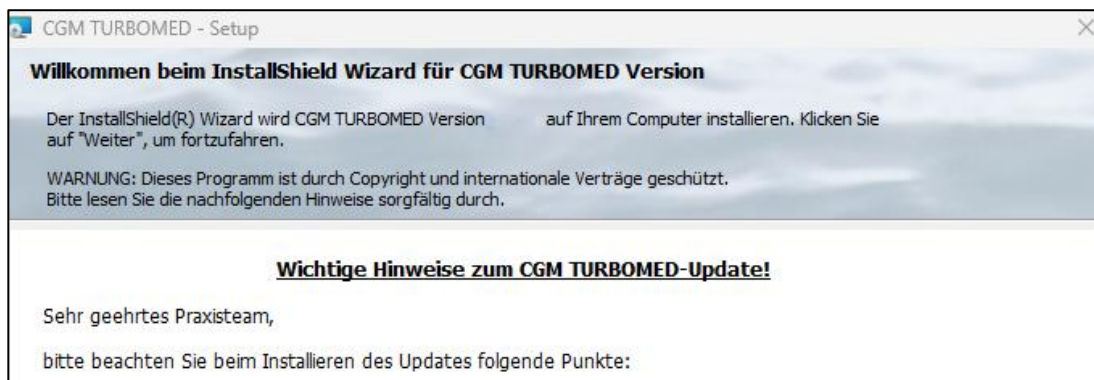 CGM TURBOMED - Setup
Willkommen beim InstallShield Wizard für CGM TURBOMED Version
Der InstallShield(R) Wizard wird CGM TURBOMED Version auf Ihrem Computer installieren. Klicken Sie
auf "Weiter", um fortzufahren.
WARNUNG: Dieses Programm ist durch Copyright und internationale Verträge geschützt.
Bitte lesen Sie die nachfolgenden Hinweise sorgfältig durch.
Wichtige Hinweise zum CGM TURBOMED-Update!
Sehr geehrtes Praxisteam,
bitte beachten Sie beim Installieren des Updates folgende Punkte: